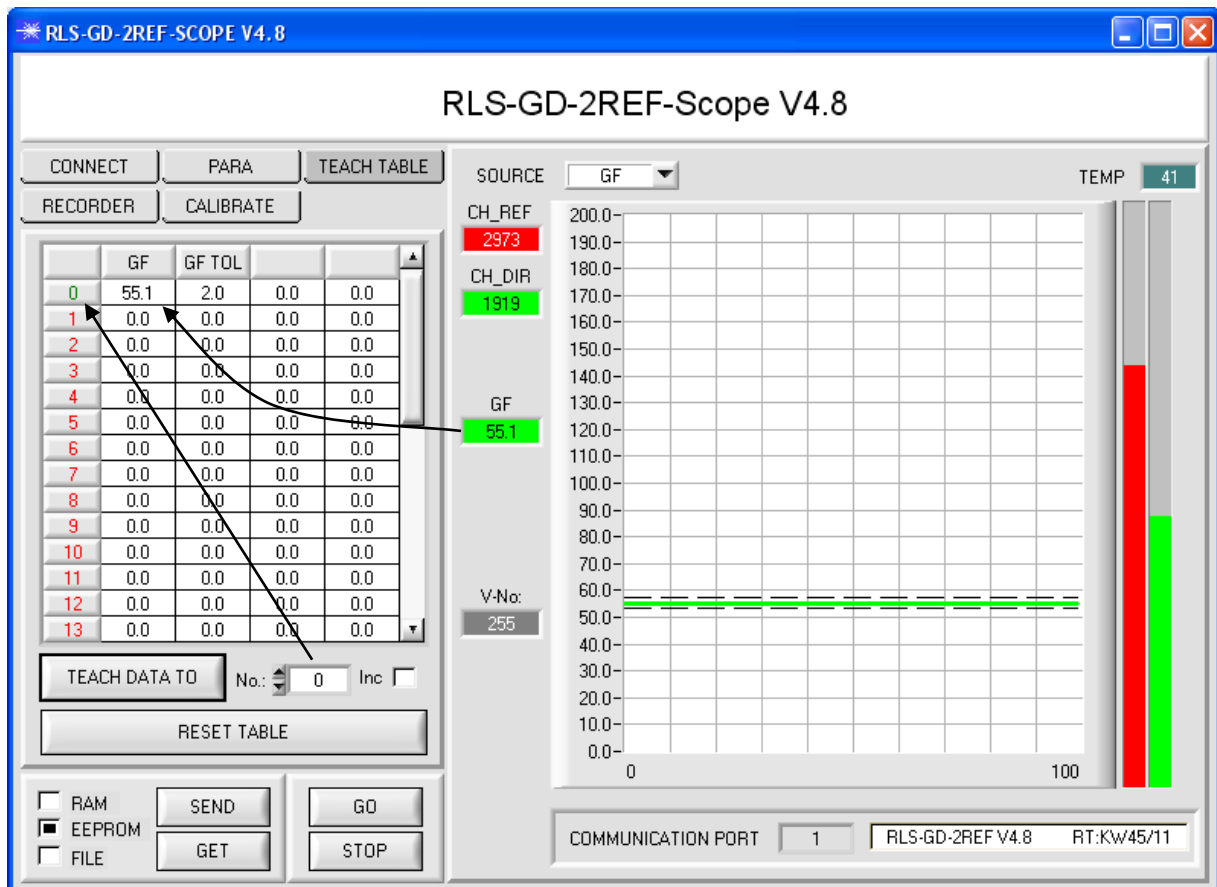 RLS-GD-2REF-SCOPE V4.8
RLS-GD-2REF-Scope V4.8
CONNECT PARA TEACH TABLE
RECORDER CALIBRATE
GF GF TOL
0 55.1 2.0 0.0 0.0
1 0.0 0.0 0.0 0.0
2 0.0 0.0 0.0 0.0
3 0.0 0.0 0.0 0.0
4 0.0 0.0 0.0 0.0
5 0.0 0.0 0.0 0.0
6 0.0 0.0 0.0 0.0
7 0.0 0.0 0.0 0.0
8 0.0 0.0 0.0 0.0
9 0.0 0.0 0.0 0.0
10 0.0 0.0 0.0 0.0
11 0.0 0.0 0.0 0.0
12 0.0 0.0 0.0 0.0
13 0.0 0.0 0.0 0.0
TEACH DATA TO No.: 0 Inc
RESET TABLE
RAM
EEPROM
FILE
SEND
GET
GO
STOP
SOURCE GF
TEMP 41
CH_REF
2973
CH_DIR
1919
GF
55.1
V-No:
255
200.0
190.0
180.0
170.0
160.0
150.0
140.0
130.0
120.0
110.0
100.0
90.0
80.0
70.0
60.0
50.0
40.0
30.0
20.0
10.0
0.0
0 100
COMMUNICATION PORT 1 RLS-GD-2REF V4.8 RT:KW45/11